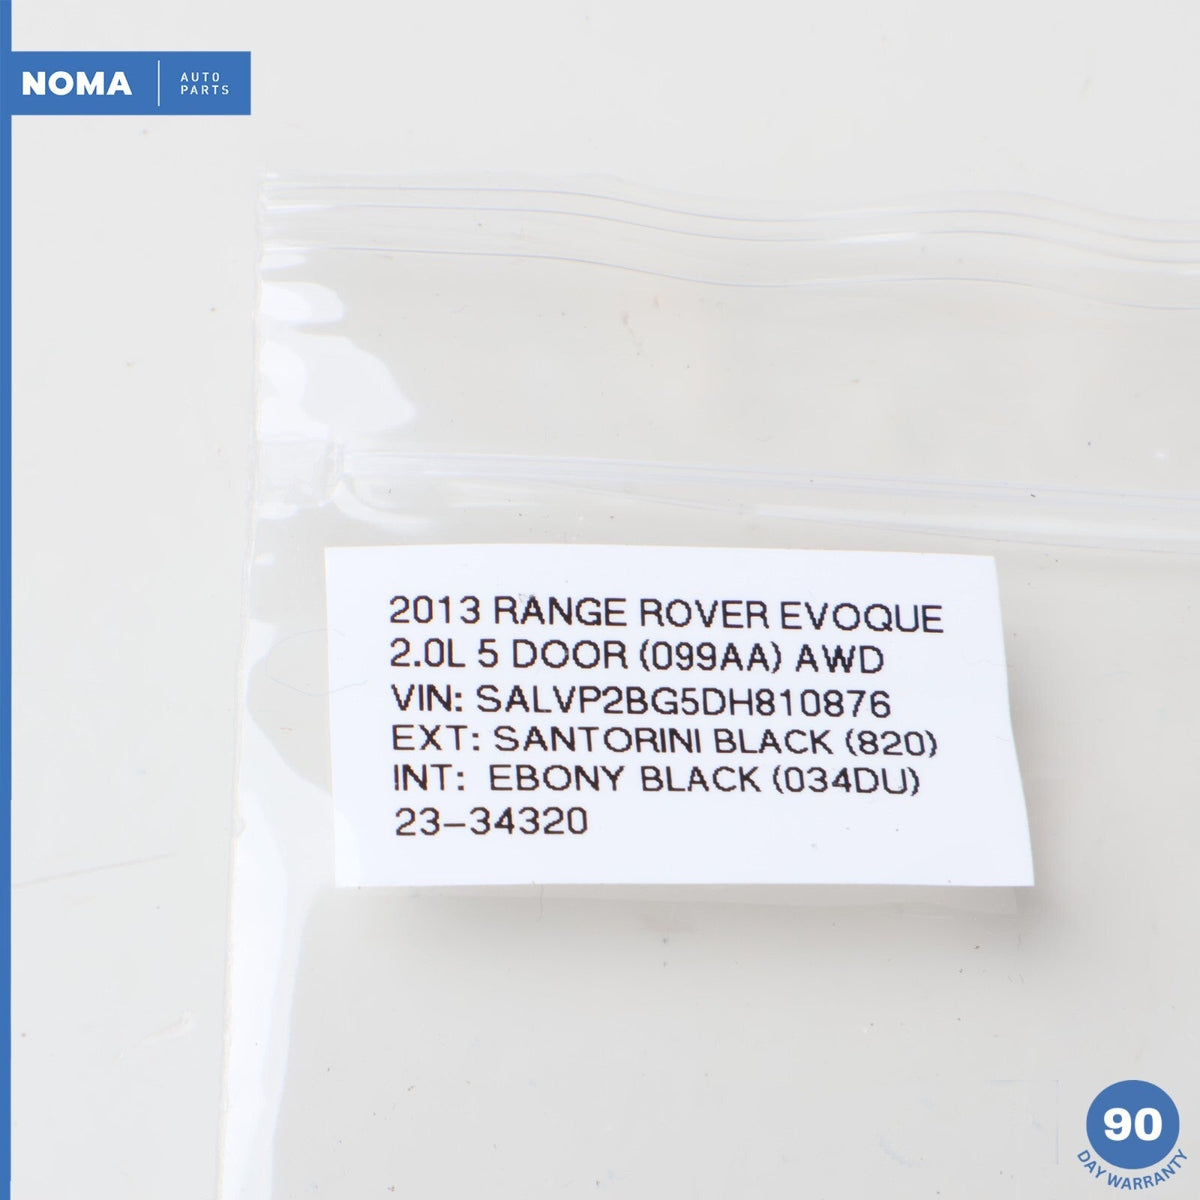 NOMA
AUTO
PARTS
2013 RANGE ROVER EVOQUE
2.0L 5 DOOR (099AA) AWD
VIN: SALVP2BG5DH810876
EXT: SANTORINI BLACK (820)
INT: EBONY BLACK (034DU)
23-34320
90
DAY WARRANTY